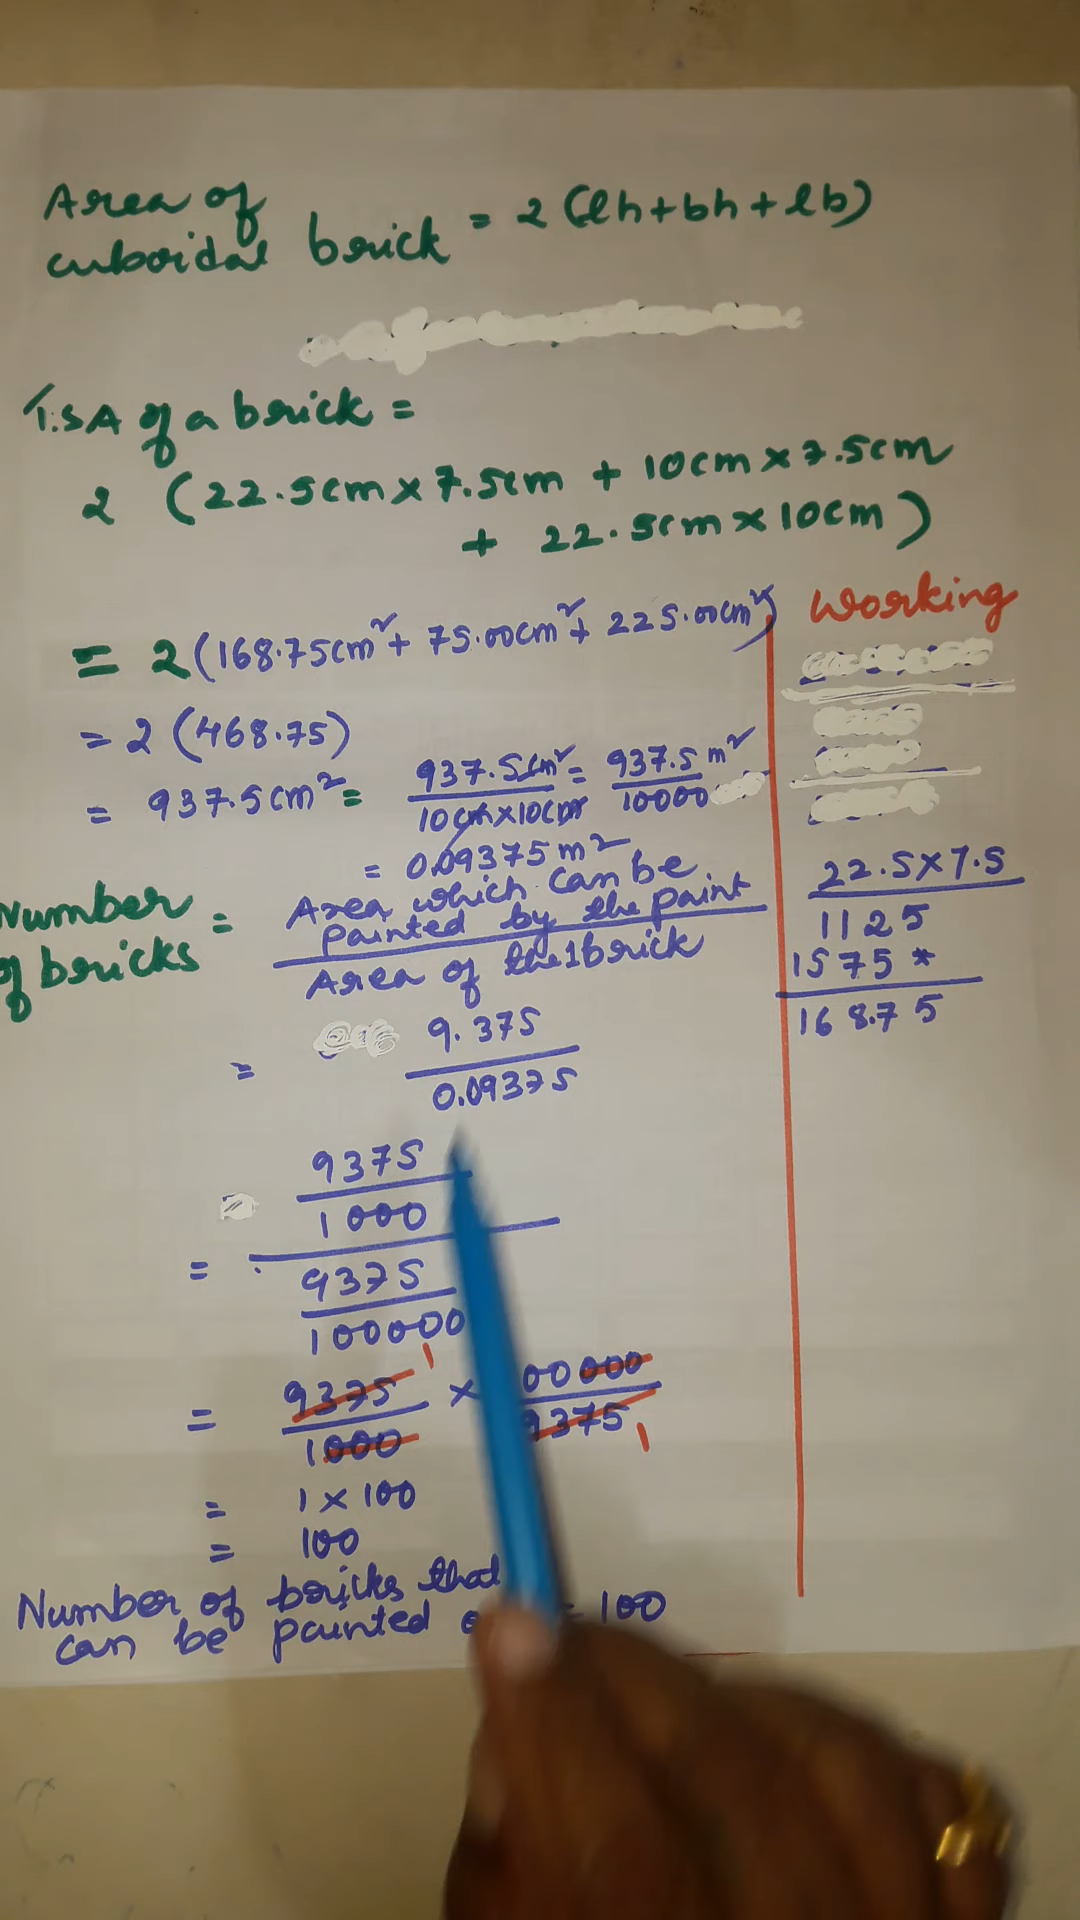 Area of
cuboidal brick = 2 (lh+bh+lb)
T.S.A of a brick =
2 (22.5cm×7.5cm + 10cm×7.5cm
+ 22.5cm×10cm)
= 2(168.75cm²+ 75.00cm²+ 225.00cm²)
= 2 (468.75)
= 937.5cm² = 937.5cm² = 937.5 m²
10cm×10cm 10000
= 0.09375m²
Number of bricks = Area which can be
painted by the paint
Area of the 1 brick
= 9.375
0.09375
= 9375
1000
9375
100000
= 9375 1 × 00000
1000 9375 1
= 1 × 100
= 100
Number of bricks that
can be painted = 100
Working
22.5×7.5
1125
1575*
168.75